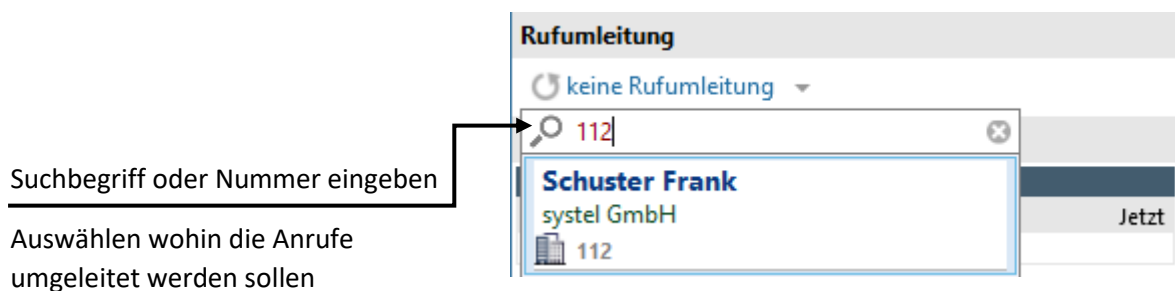 Rufumleitung
keine Rufumleitung
112
Suchbegriff oder Nummer eingeben
Schuster Frank
systel GmbH
Jetzt
112
Auswählen wohin die Anrufe
umgeleitet werden sollen